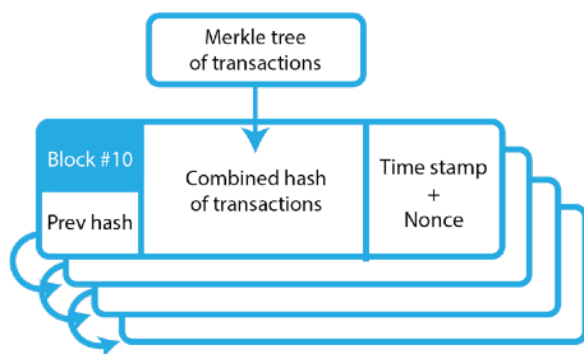 Merkle tree
of transactions
Block #10
Prev hash
Combined hash
of transactions
Time stamp
+
Nonce